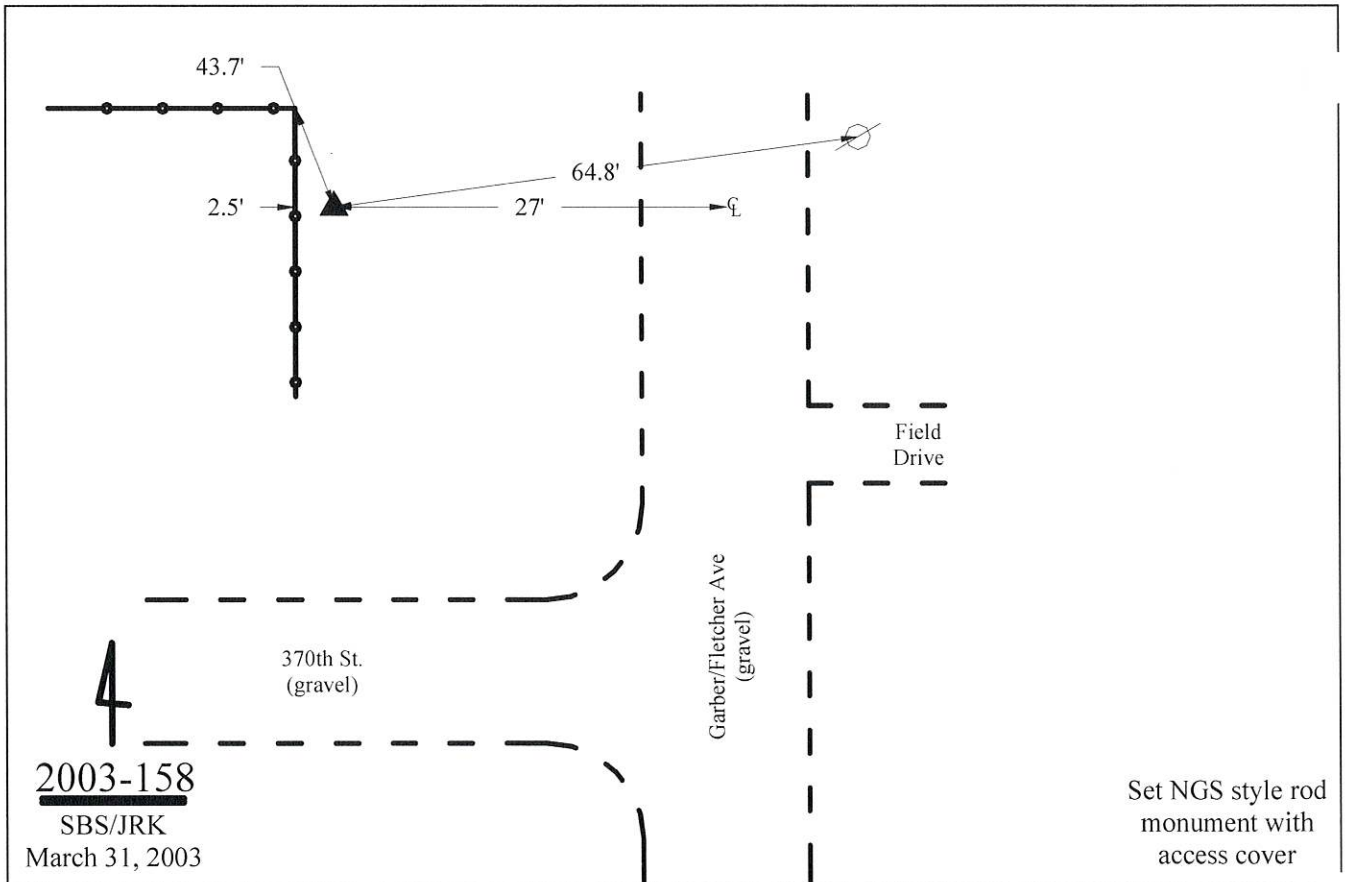 43.7'
64.8'
2.5'
27'
℄
Field
Drive
Garber/Fletcher Ave
(gravel)
370th St.
(gravel)
2003-158
SBS/JRK
March 31, 2003
Set NGS style rod
monument with
access cover